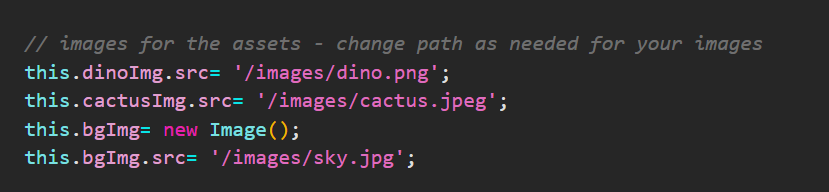 // images for the assets - change path as needed for your images
this.dinoImg.src= '/images/dino.png';
this.cactusImg.src= '/images/cactus.jpeg';
this.bgImg= new Image();
this.bgImg.src= '/images/sky.jpg';